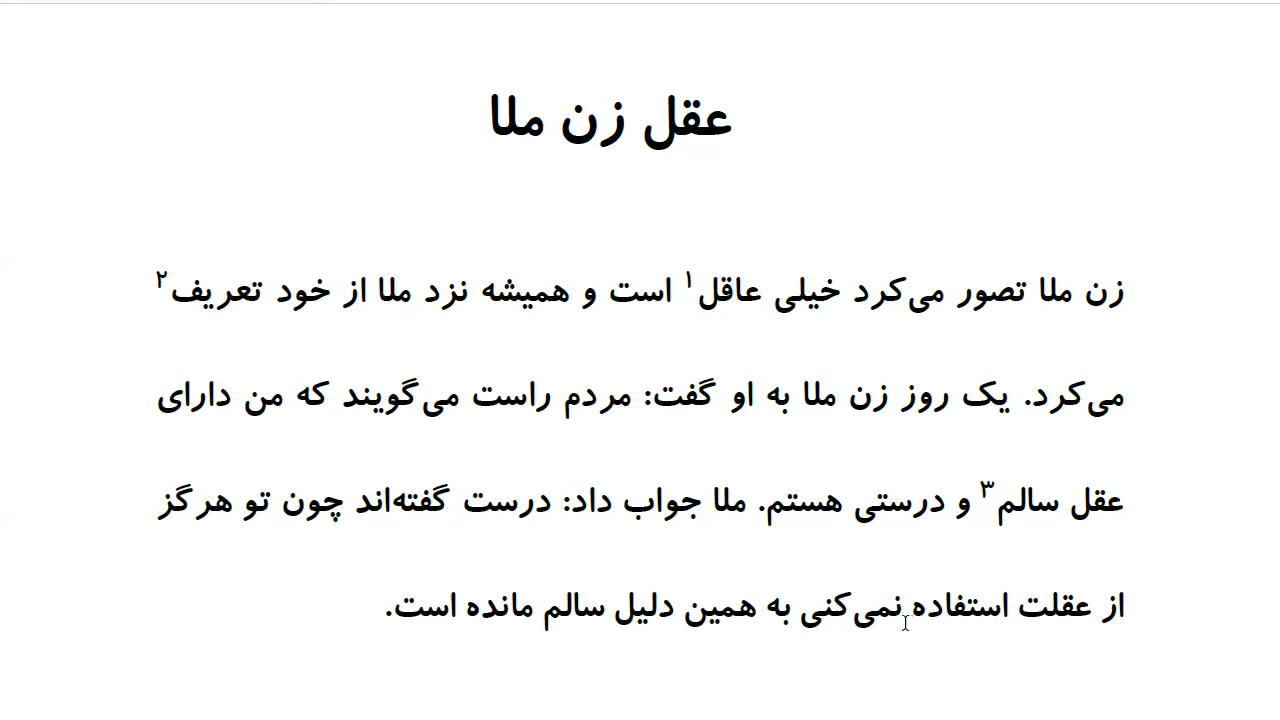 عقل زن ملا
زن ملا تصور می‌کرد خیلی عاقل۱ است و همیشه نزد ملا از خود تعریف۲
می‌کرد. یک روز زن ملا به او گفت: مردم راست می‌گویند که من دارای
عقل سالم۳ و درستی هستم. ملا جواب داد: درست گفته‌اند چون تو هرگز
از عقلت استفاده نمی‌کنی به همین دلیل سالم مانده است.